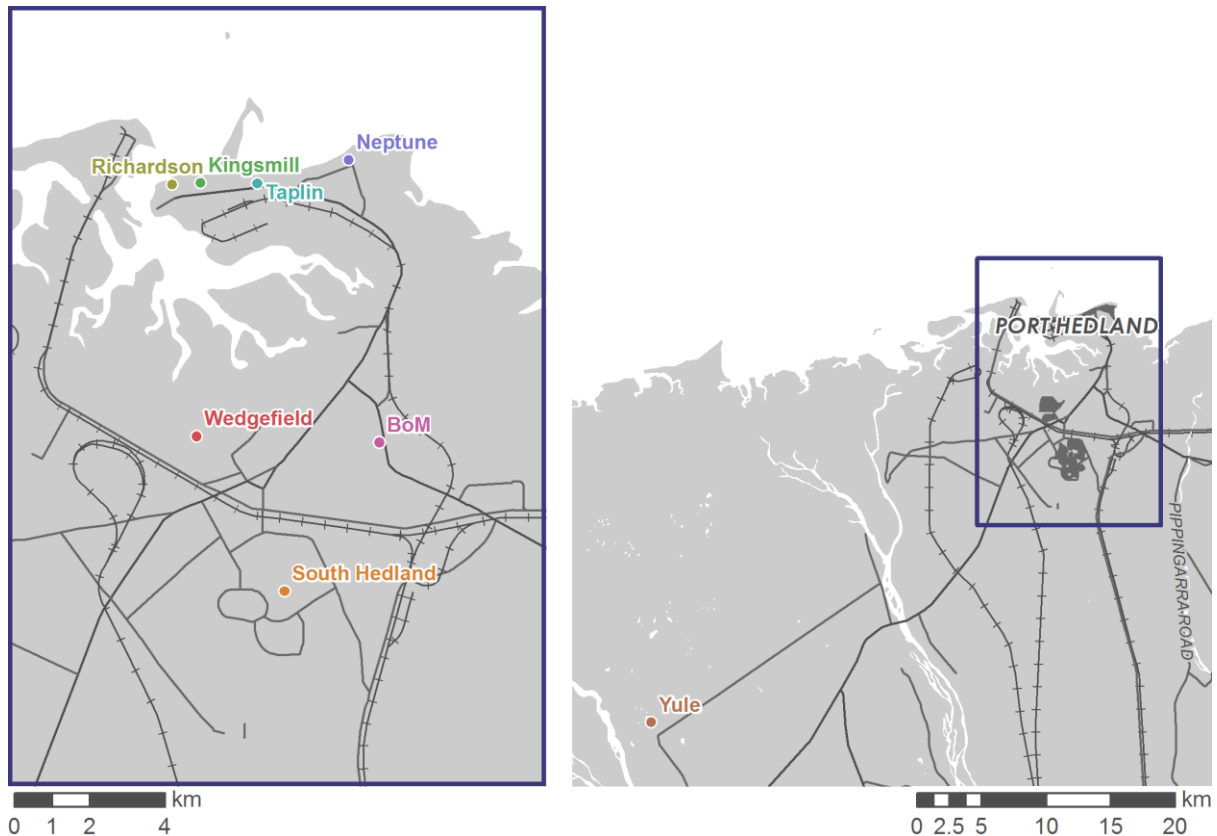 Neptune
Richardson
Kingsmill
Taplin
Wedgefield
BoM
South Hedland
km
0 1 2 4
PORT HEDLAND
PIPPINGARRA ROAD
Yule
km
0 2.5 5 10 15 20